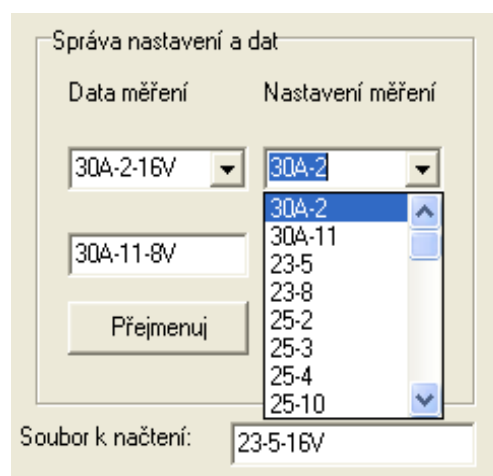 Správa nastavení a dat
Data měření Nastavení měření
30A-2-16V 30A-2
30A-2
30A-11
30A-11-8V
23-5
23-8
25-2
Přejmenuj
25-3
25-4
25-10
Soubor k načtení: 23-5-16V